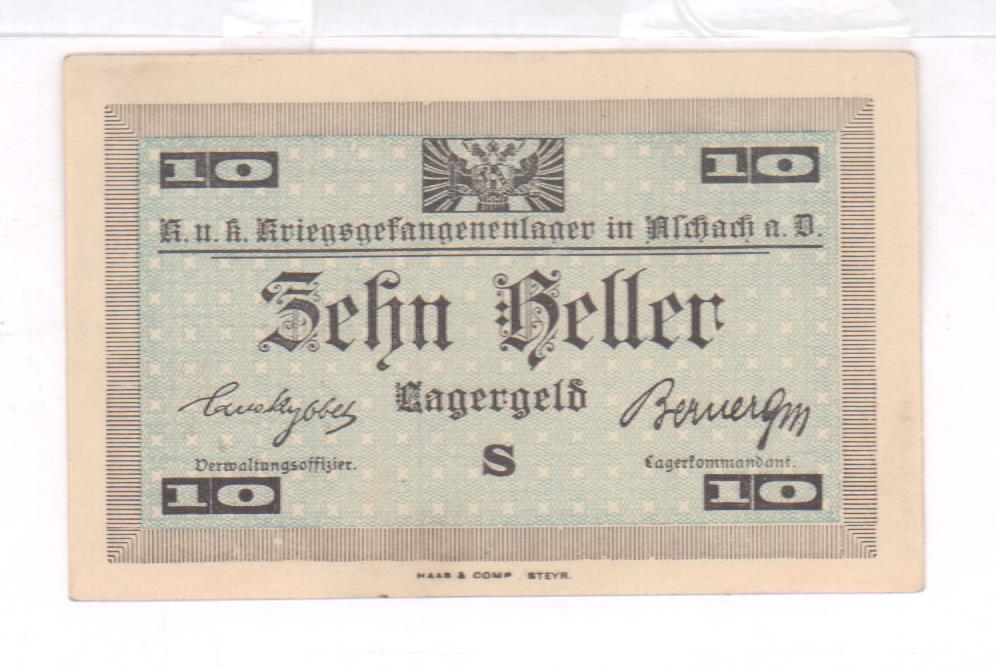 10 10
K. u. k. Kriegsgefangenenlager in Aschach a. D.
Zehn Heller
Lagergeld
Verwaltungsoffizier. S Lagerkommandant.
10 10
HAAS & COMP. STEYR.